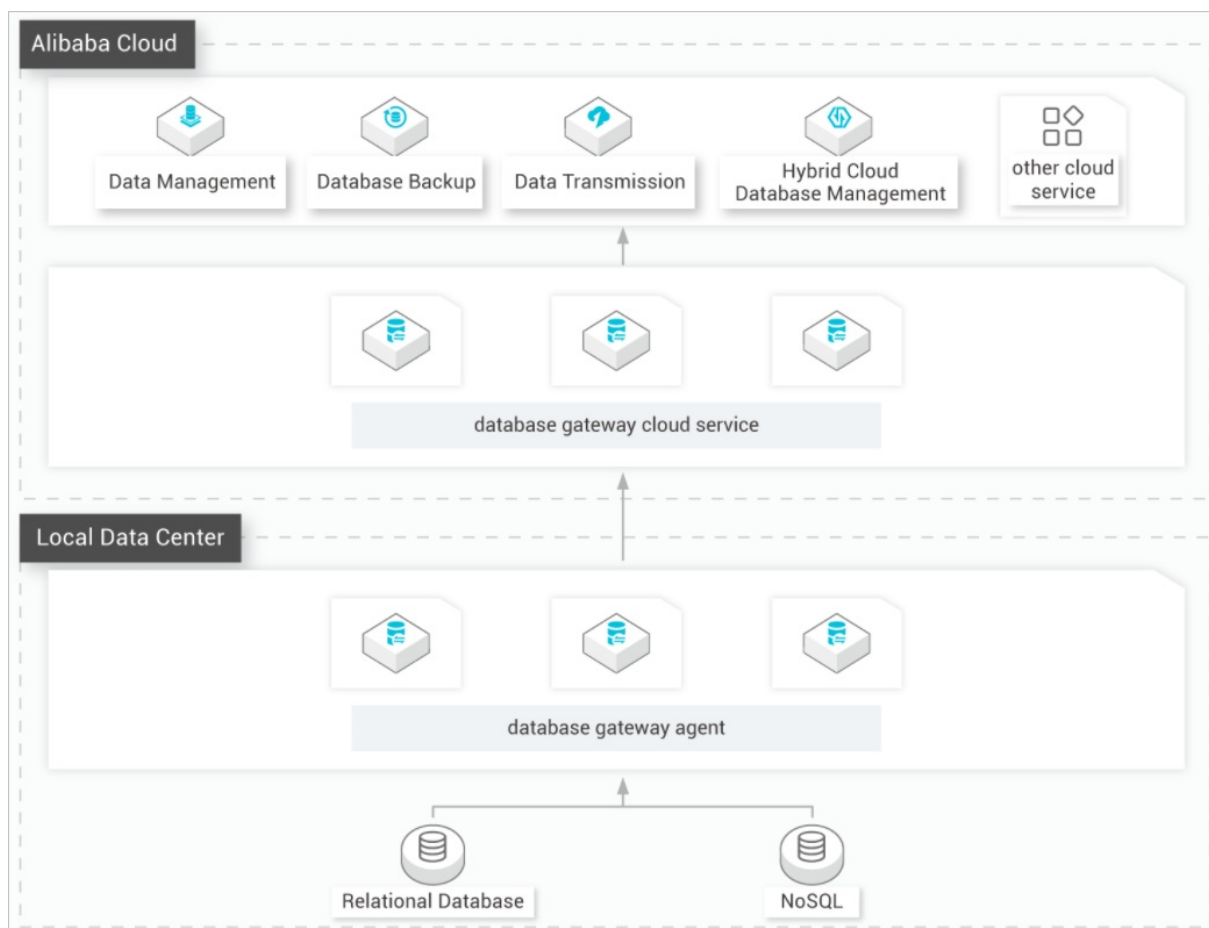 Alibaba Cloud
Data Management
Database Backup
Data Transmission
Hybrid Cloud
Database Management
other cloud
service
database gateway cloud service
Local Data Center
database gateway agent
Relational Database
NoSQL